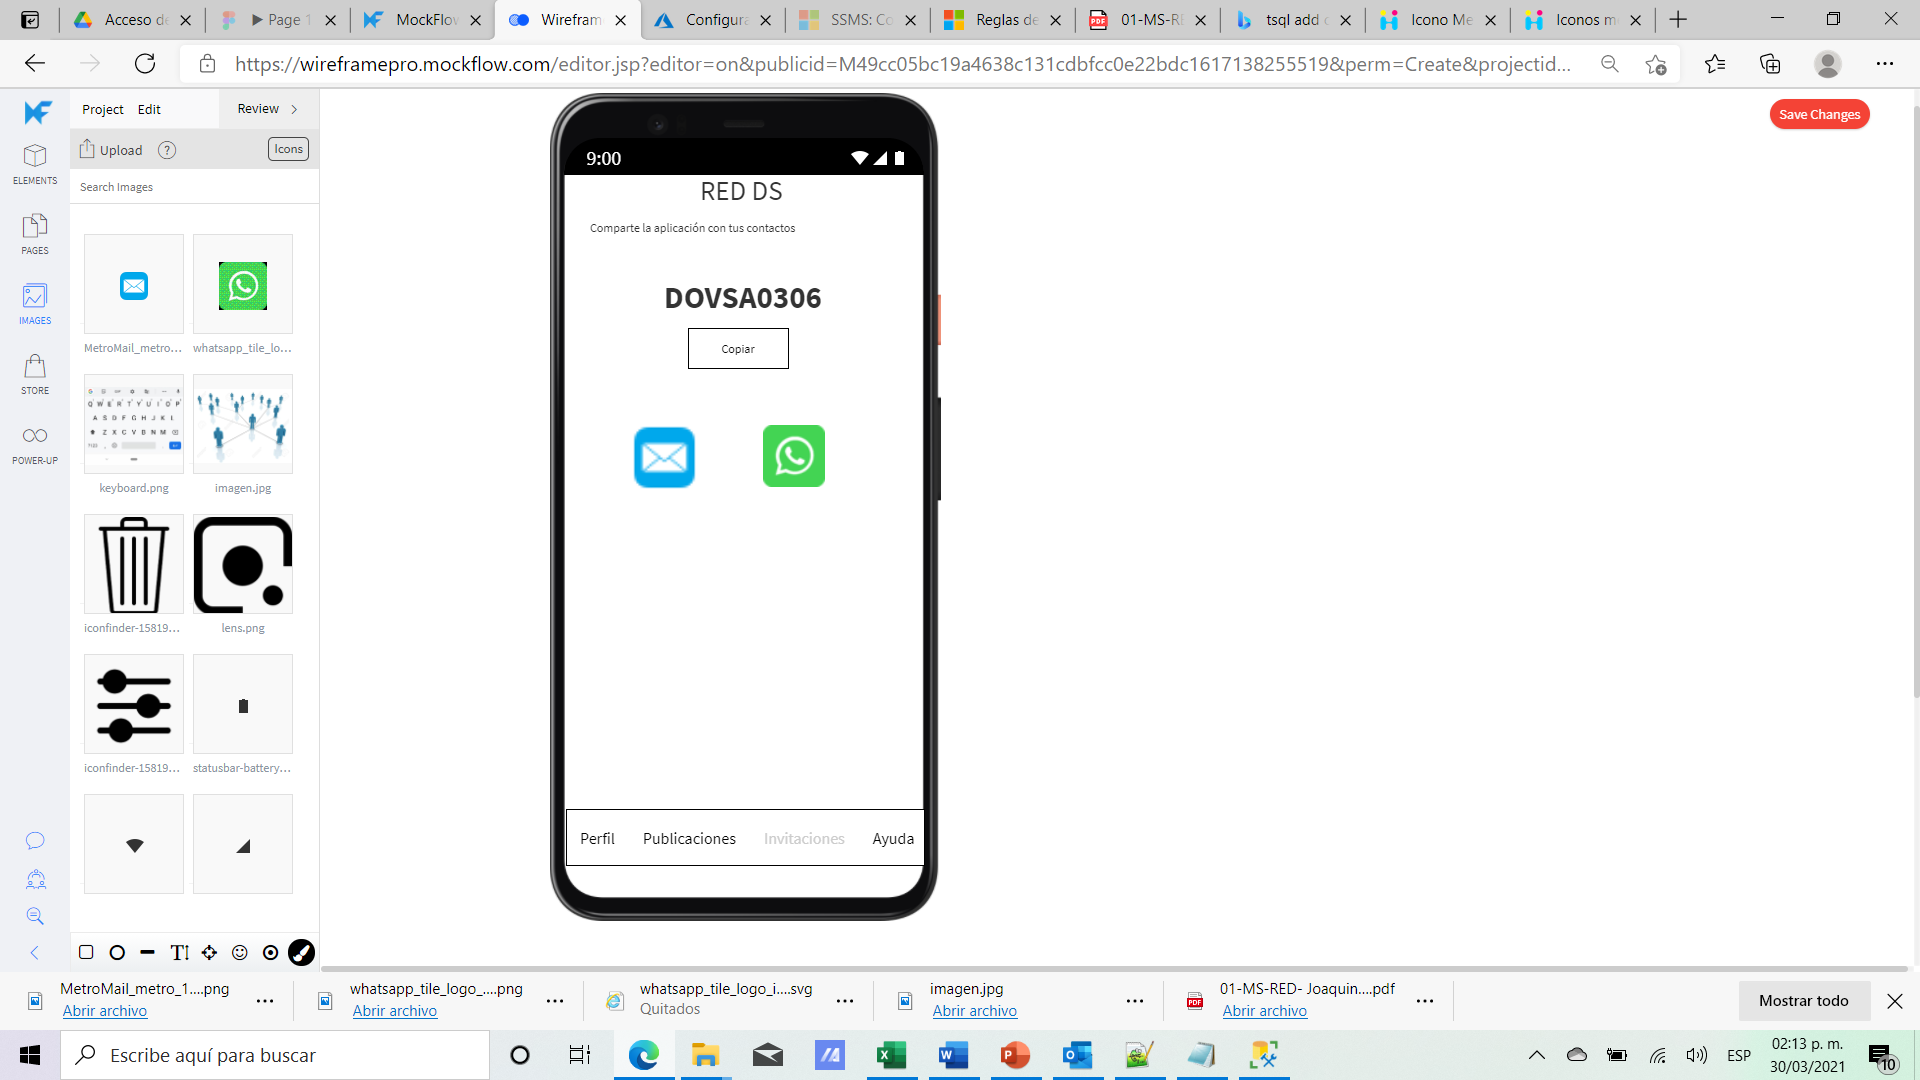 Acceso de
Page 1
MockFlow
Wirefram
Configura
SSMS: Co
Reglas de
01-MS-RE
tsql add c
Icono Me
Iconos m
https://wireframepro.mockflow.com/editor.jsp?editor=on&publicid=M49cc05bc19a4638c131cdbfcc0e22bdc1617138255519&perm=Create&projectid...
Project
Edit
Review
Save Changes
Upload
?
Icons
Search Images
ELEMENTS
PAGES
IMAGES
STORE
POWER-UP
MetroMail_metro...
whatsapp_tile_lo...
keyboard.png
imagen.jpg
iconfinder-15819...
lens.png
iconfinder-15819...
statusbar-battery...
9:00
RED DS
Comparte la aplicación con tus contactos
DOVSA0306
Copiar
Perfil
Publicaciones
Invitaciones
Ayuda
MetroMail_metro_1....png
Abrir archivo
whatsapp_tile_logo_....png
Abrir archivo
whatsapp_tile_logo_i....svg
Quitados
imagen.jpg
Abrir archivo
01-MS-RED- Joaquin....pdf
Abrir archivo
Mostrar todo
Escribe aquí para buscar
ESP
02:13 p. m.
30/03/2021
10